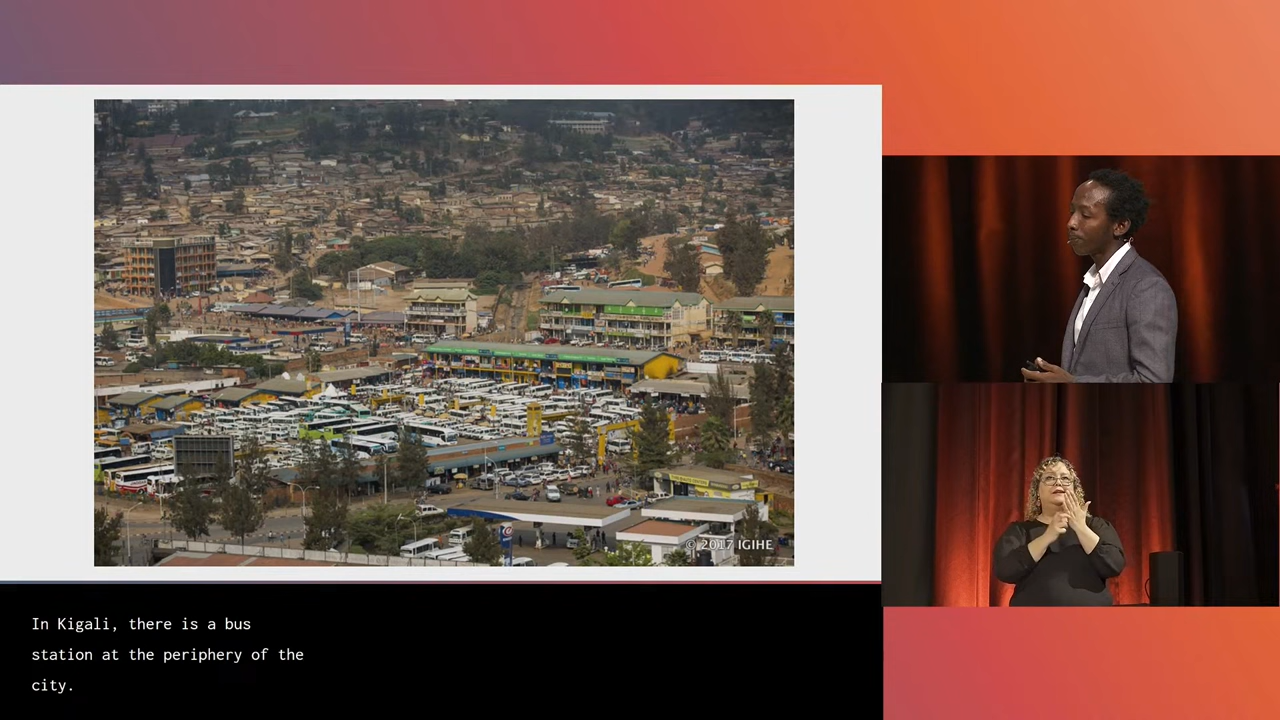 © 2017 IGIHE
In Kigali, there is a bus
station at the periphery of the
city.